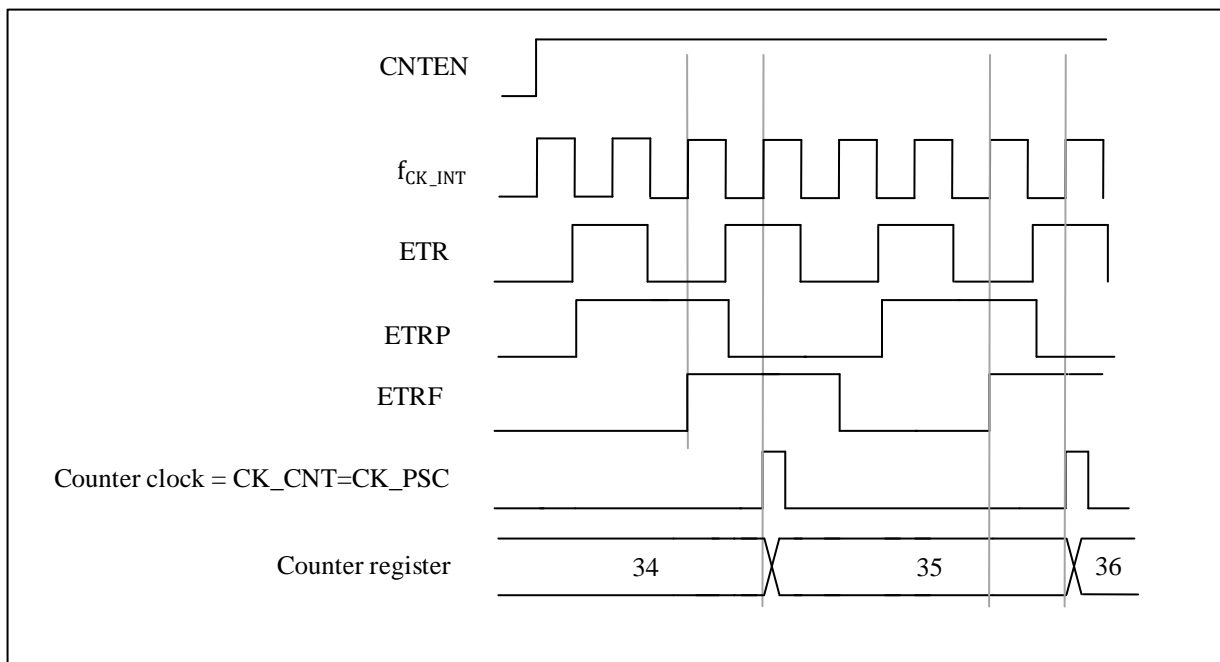 CNTEN
fCK_INT
ETR
ETRP
ETRF
Counter clock = CK_CNT=CK_PSC
Counter register 34 35 36